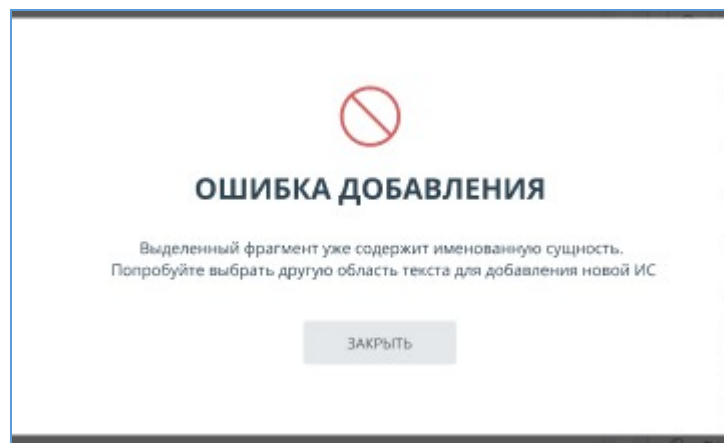 ОШИБКА ДОБАВЛЕНИЯ
Выделенный фрагмент уже содержит именованную сущность.
Попробуйте выбрать другую область текста для добавления новой ИС
ЗАКРЫТЬ